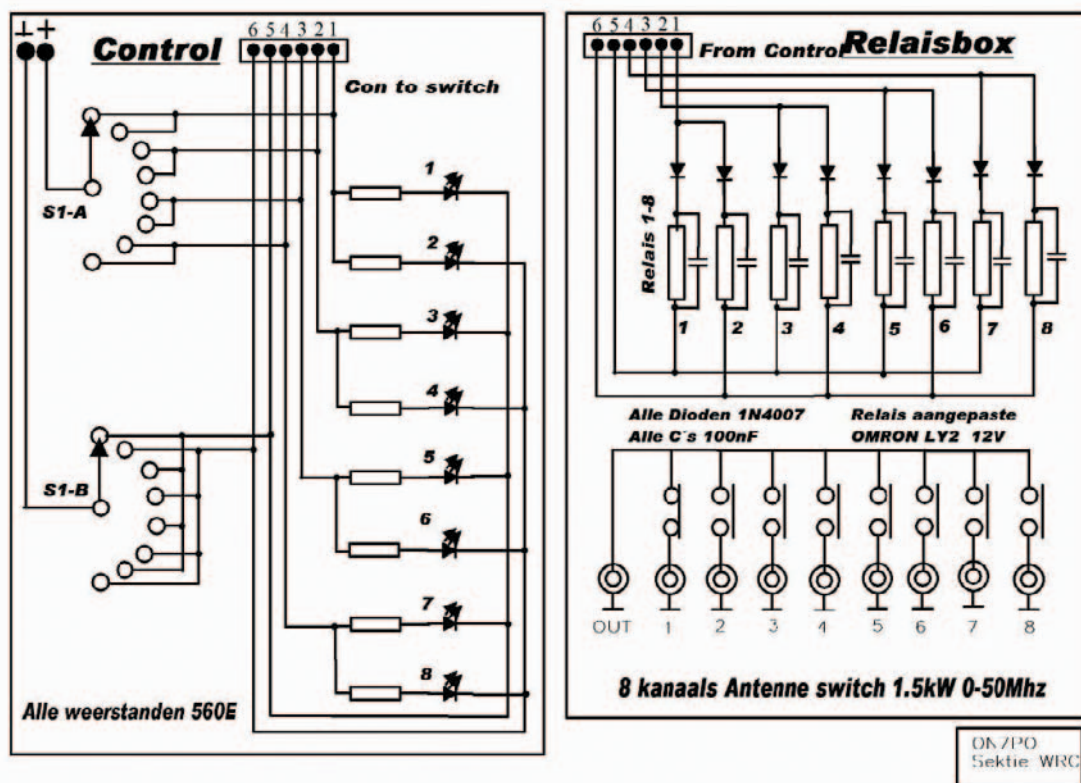 ⊥ +
Control
6 5 4 3 2 1
Con to switch
S1-A
1
2
3
4
5
6
7
8
S1-B
Alle weerstanden 560E
6 5 4 3 2 1
From Control
Relaisbox
Relais 1-8
1 2 3 4 5 6 7 8
Alle Dioden 1N4007
Alle C´s 100nF
Relais aangepaste
OMRON LY2 12V
OUT 1 2 3 4 5 6 7 8
8 kanaals Antenne switch 1.5kW 0-50Mhz
ON7PO
Sektie WRC